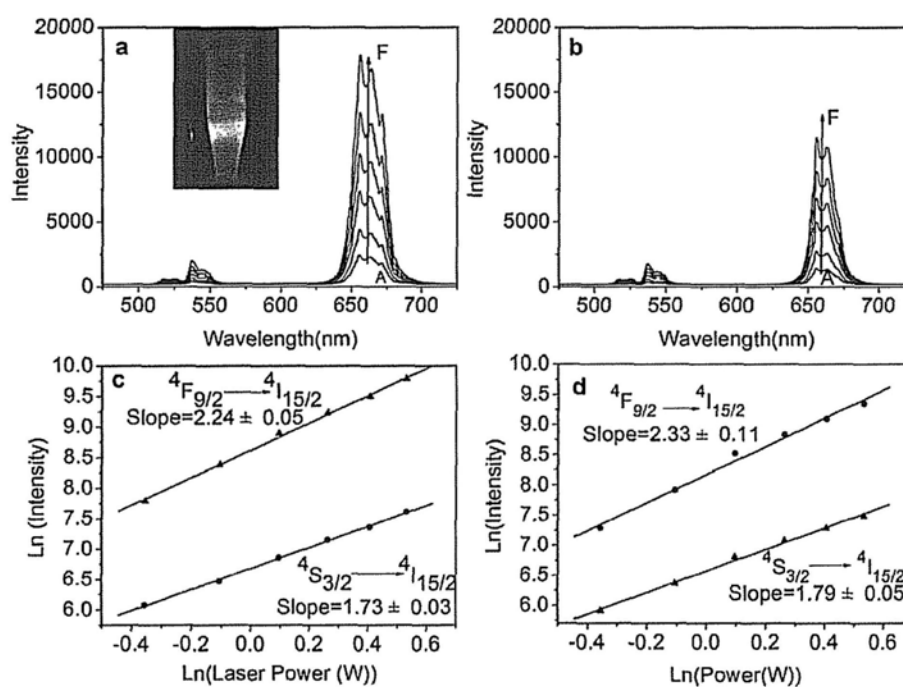 a
F
A
20000
15000
10000
5000
0
Intensity
500 550 600 650 700
Wavelength(nm)
b
F
A
20000
15000
10000
5000
0
Intensity
500 550 600 650 700
Wavelength(nm)
c
⁴F₉/₂ ⟶ ⁴I₁₅/₂
Slope=2.24 ± 0.05
⁴S₃/₂ ⟶ ⁴I₁₅/₂
Slope=1.73 ± 0.03
10.0
9.5
9.0
8.5
8.0
7.5
7.0
6.5
6.0
Ln (Intensity)
-0.4 -0.2 0.0 0.2 0.4 0.6
Ln(Laser Power (W))
d
⁴F₉/₂ ⟶ ⁴I₁₅/₂
Slope=2.33 ± 0.11
⁴S₃/₂ ⟶ ⁴I₁₅/₂
Slope=1.79 ± 0.05
10.0
9.5
9.0
8.5
8.0
7.5
7.0
6.5
6.0
Ln(Intensity)
-0.4 -0.2 0.0 0.2 0.4 0.6
Ln(Power(W))